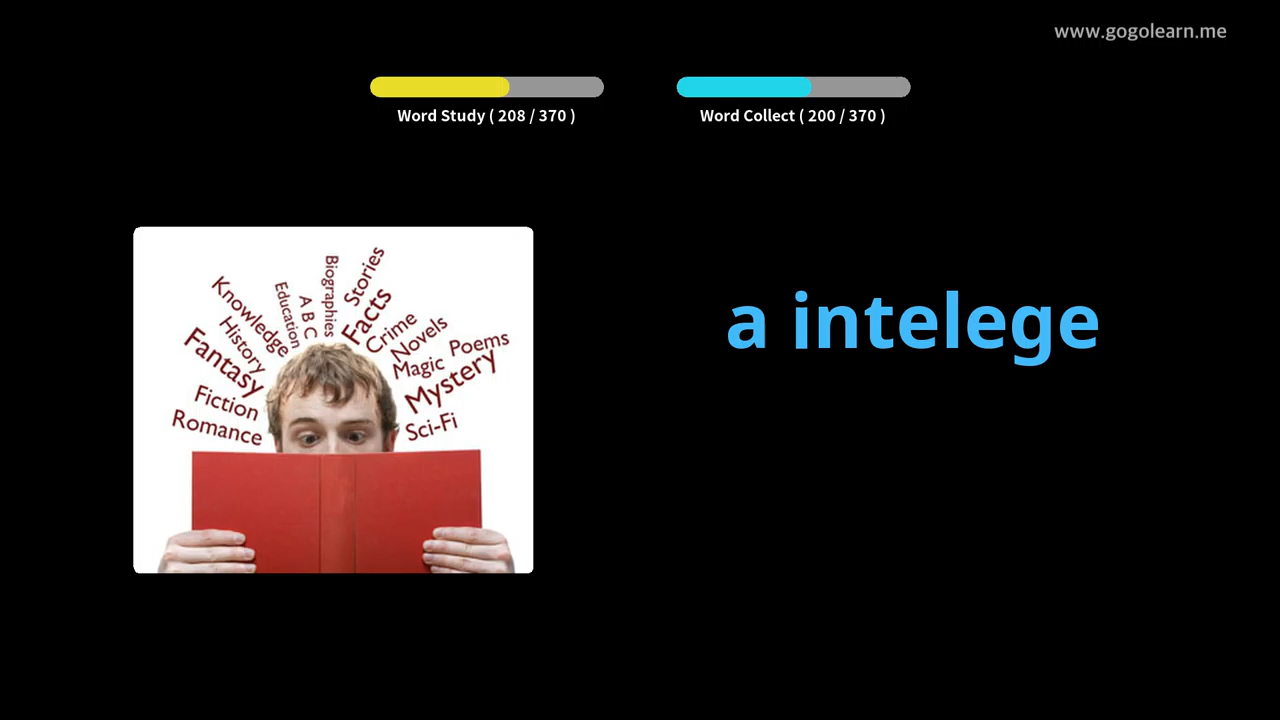 www.gogolearn.me
Word Study ( 208 / 370 )
Word Collect ( 200 / 370 )
a intelege
Knowledge
History
Fantasy
Fiction
Romance
Education
A B C
Biographies
Stories
Facts
Crime
Novels
Magic
Poems
Mystery
Sci-Fi